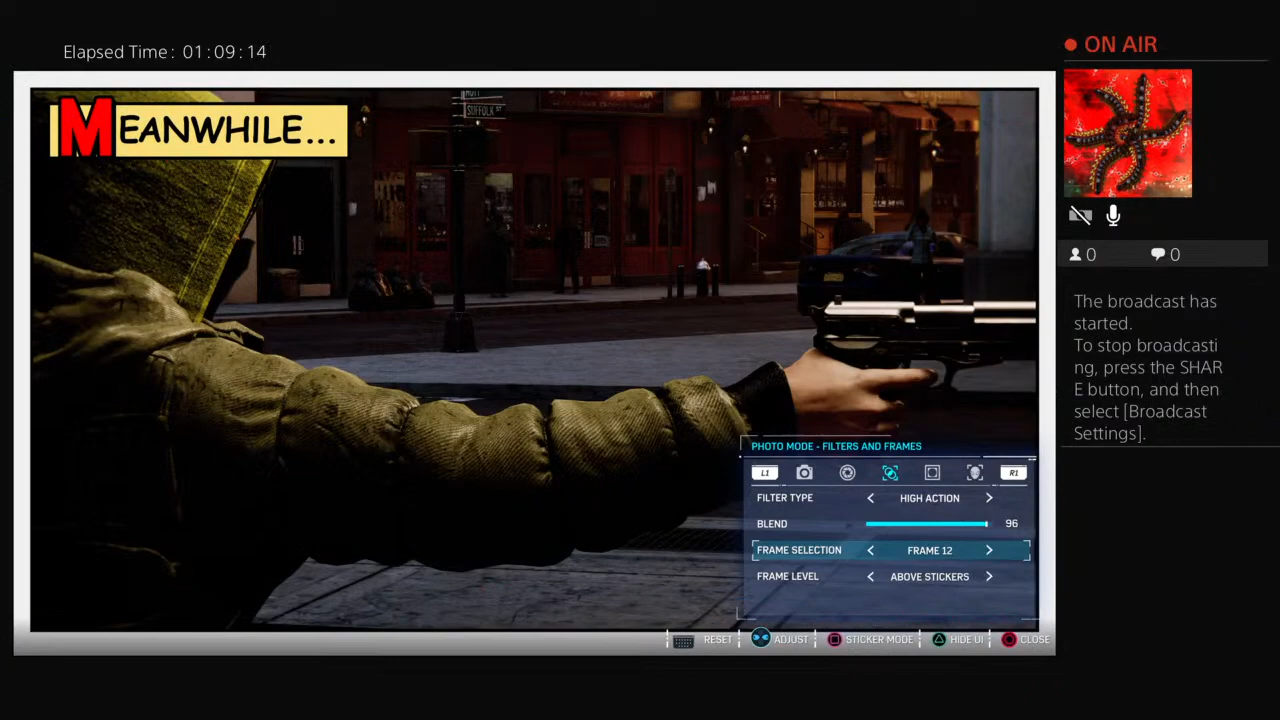 Elapsed Time: 01:09:14
ON AIR
MEANWHILE...
SUFFOLK ST
0
0
The broadcast has
started.
To stop broadcasti
ng, press the SHAR
E button, and then
select [Broadcast
Settings].
PHOTO MODE - FILTERS AND FRAMES
L1
R1
FILTER TYPE < HIGH ACTION >
BLEND 96
FRAME SELECTION < FRAME 12 >
FRAME LEVEL < ABOVE STICKERS >
RESET ADJUST STICKER MODE HIDE UI CLOSE